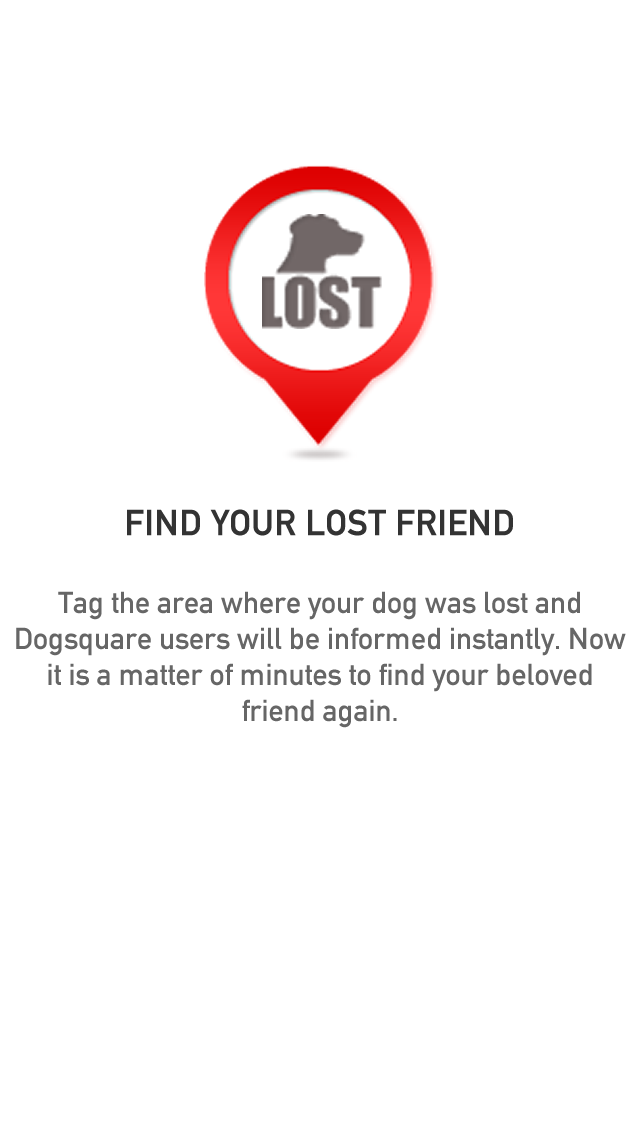 LOST
FIND YOUR LOST FRIEND
Tag the area where your dog was lost and
Dogsquare users will be informed instantly. Now
it is a matter of minutes to find your beloved
friend again.